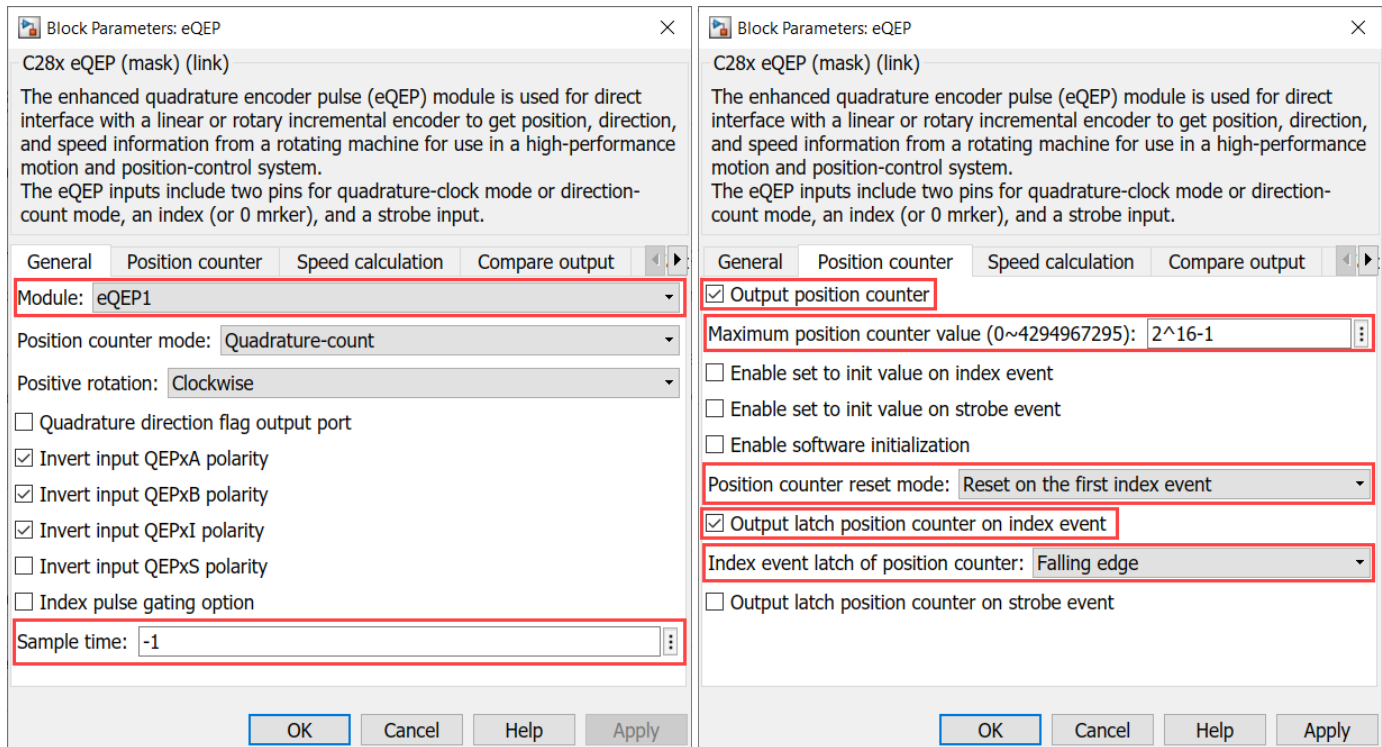 Block Parameters: eQEP
C28x eQEP (mask) (link)
The enhanced quadrature encoder pulse (eQEP) module is used for direct
interface with a linear or rotary incremental encoder to get position, direction,
and speed information from a rotating machine for use in a high-performance
motion and position-control system.
The eQEP inputs include two pins for quadrature-clock mode or direction-
count mode, an index (or 0 mrker), and a strobe input.
General Position counter Speed calculation Compare output
Module: eQEP1
Position counter mode: Quadrature-count
Positive rotation: Clockwise
Quadrature direction flag output port
Invert input QEPxA polarity
Invert input QEPxB polarity
Invert input QEPxI polarity
Invert input QEPxS polarity
Index pulse gating option
Sample time: -1
OK Cancel Help Apply
Block Parameters: eQEP
C28x eQEP (mask) (link)
The enhanced quadrature encoder pulse (eQEP) module is used for direct
interface with a linear or rotary incremental encoder to get position, direction,
and speed information from a rotating machine for use in a high-performance
motion and position-control system.
The eQEP inputs include two pins for quadrature-clock mode or direction-
count mode, an index (or 0 mrker), and a strobe input.
General Position counter Speed calculation Compare output
Output position counter
Maximum position counter value (0~4294967295): 2^16-1
Enable set to init value on index event
Enable set to init value on strobe event
Enable software initialization
Position counter reset mode: Reset on the first index event
Output latch position counter on index event
Index event latch of position counter: Falling edge
Output latch position counter on strobe event
OK Cancel Help Apply